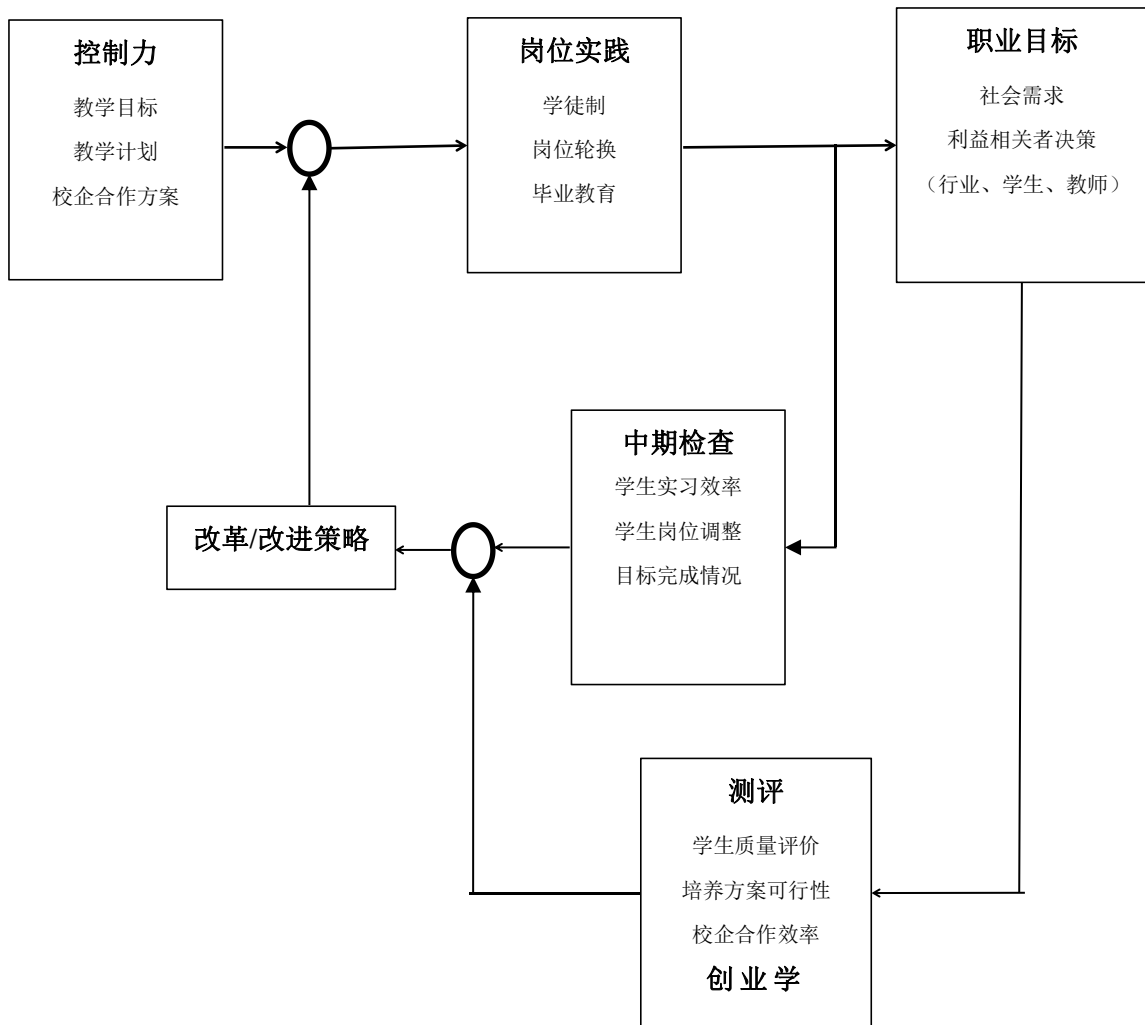 控制力
教学目标
教学计划
校企合作方案
岗位实践
学徒制
岗位轮换
毕业教育
职业目标
社会需求
利益相关者决策
（行业、学生、教师）
中期检查
学生实习效率
学生岗位调整
目标完成情况
改革/改进策略
测评
学生质量评价
培养方案可行性
校企合作效率
创业学